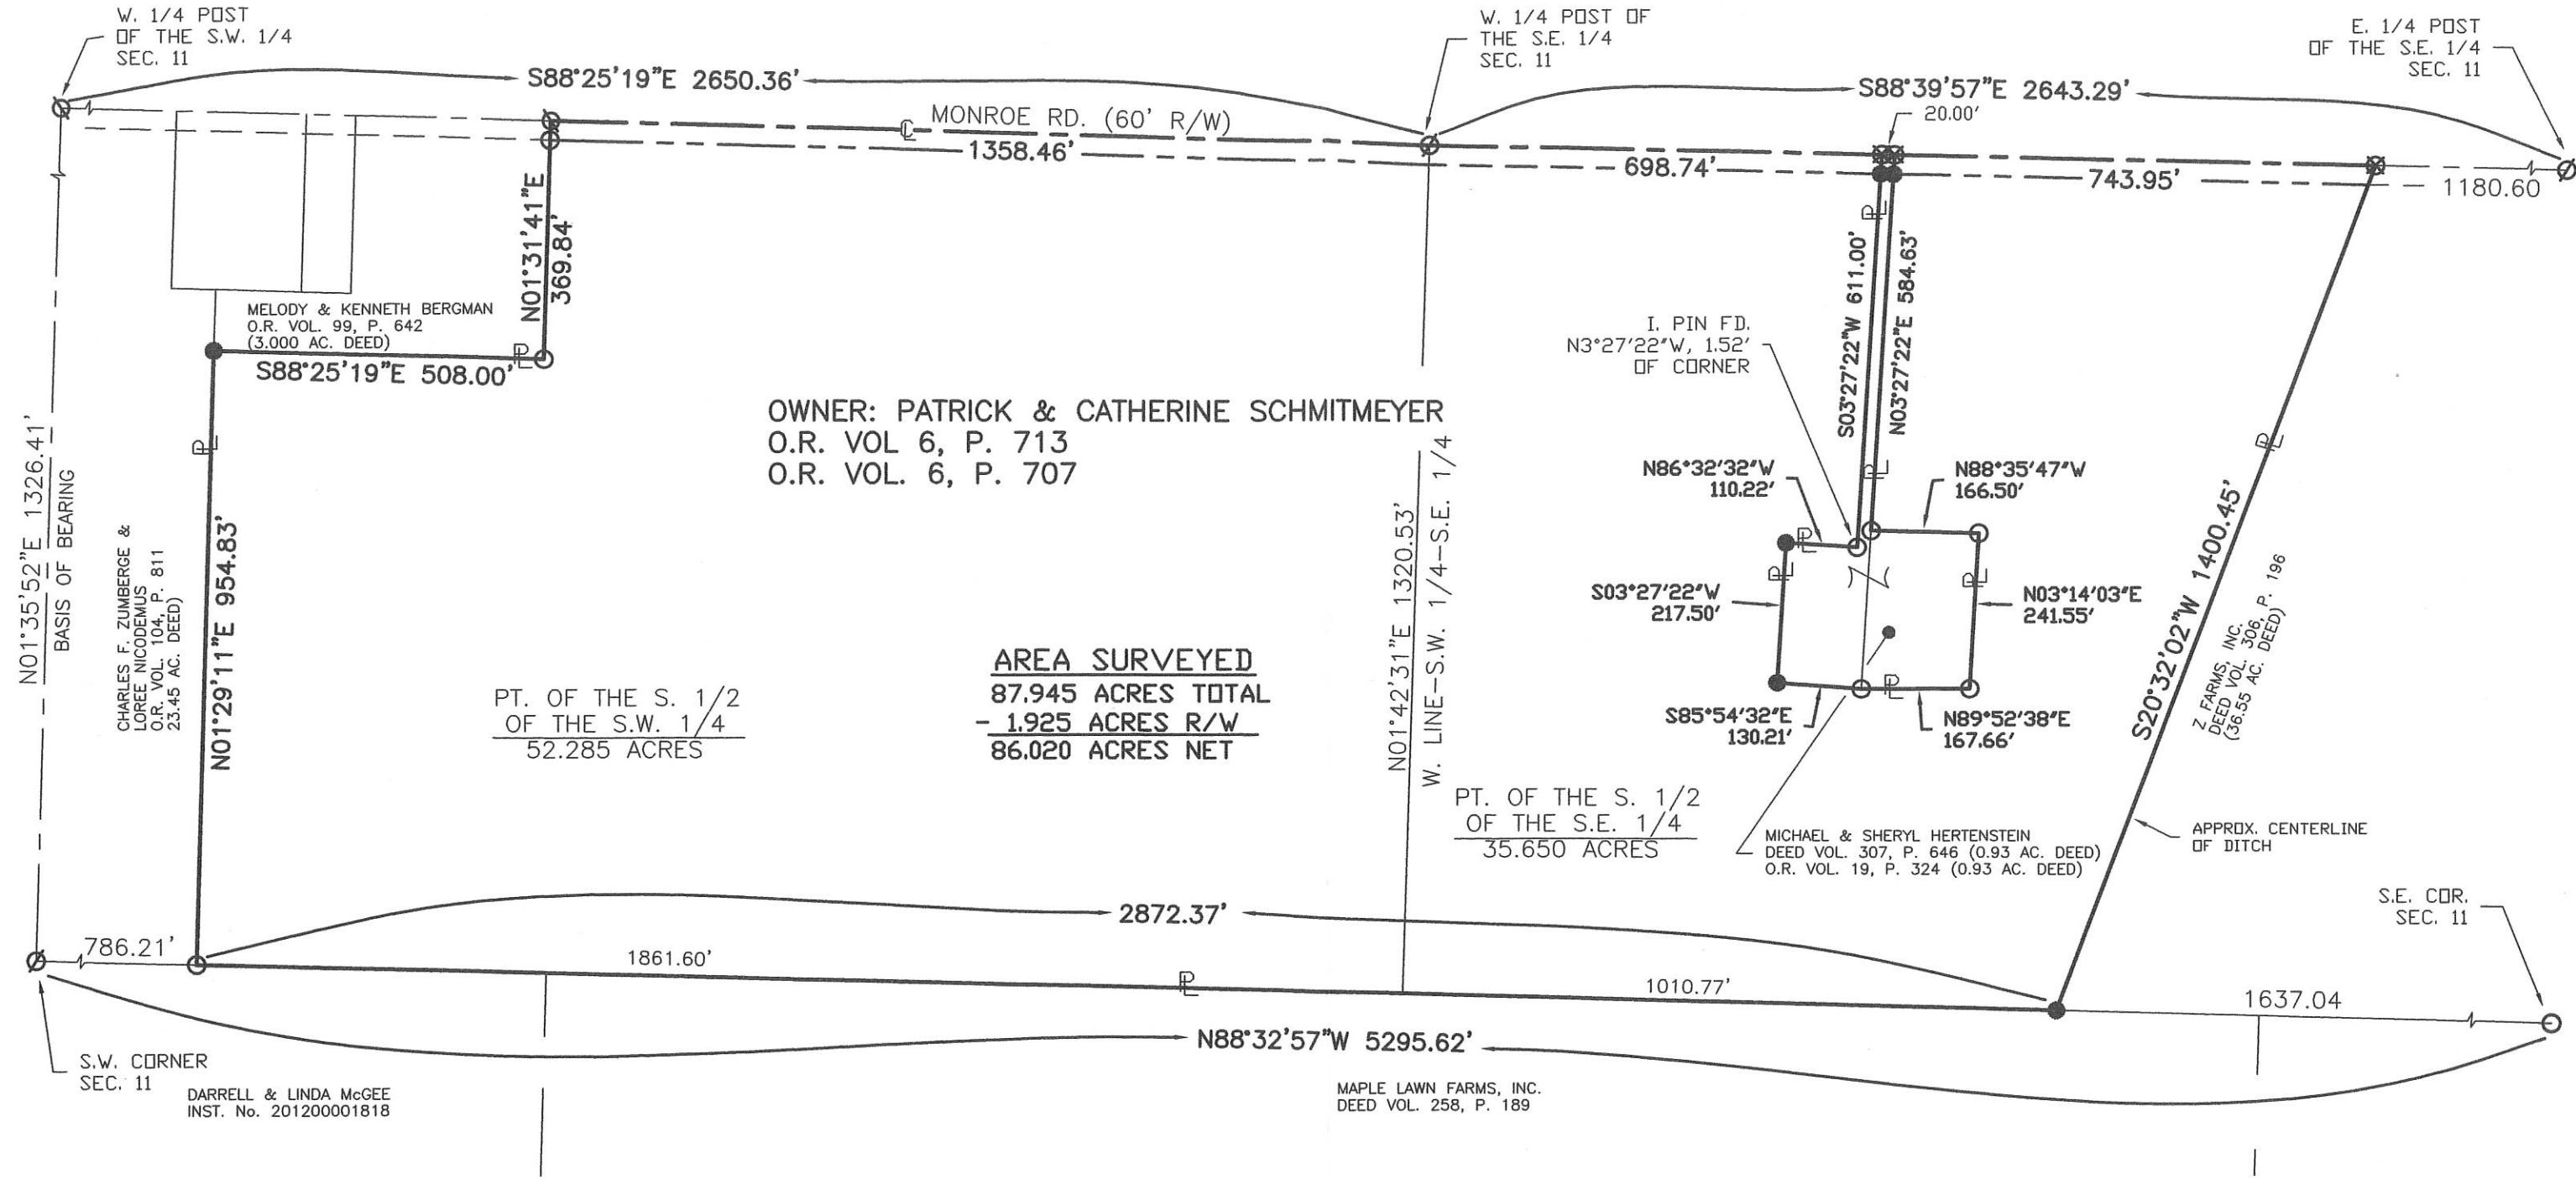 W. 1/4 POST
OF THE S.W. 1/4
SEC. 11
W. 1/4 POST OF
THE S.E. 1/4
SEC. 11
E. 1/4 POST
OF THE S.E. 1/4
SEC. 11
S88°25'19"E 2650.36'
S88°39'57"E 2643.29'
20.00'
MONROE RD. (60' R/W)
1358.46'
698.74'
743.95'
1180.60
N01°31'41"E
369.84'
MELODY & KENNETH BERGMAN
O.R. VOL. 99, P. 642
(3.000 AC. DEED)
S88°25'19"E 508.00'
I. PIN FD.
N3°27'22"W, 1.52'
OF CORNER
S03°27'22"W 611.00'
N03°27'22"E 584.63'
OWNER: PATRICK & CATHERINE SCHMITMEYER
O.R. VOL 6, P. 713
O.R. VOL. 6, P. 707
N01°35'52"E 1326.41'
BASIS OF BEARING
CHARLES F. ZUMBERGE &
LOREE NICODEMUS
O.R. VOL. 104, P. 811
23.45 AC. DEED)
N01°29'11"E 954.83'
N86°32'32"W
110.22'
N88°35'47"W
166.50'
S03°27'22"W
217.50'
N03°14'03"E
241.55'
S85°54'32"E
130.21'
N89°52'38"E
167.66'
S20°32'02"W 1400.45'
Z FARMS, INC.
DEED VOL. 306, P. 196
(36.55 AC. DEED)
N01°42'31"E 1320.53'
W. LINE-S.W. 1/4-S.E. 1/4
AREA SURVEYED
87.945 ACRES TOTAL
- 1.925 ACRES R/W
86.020 ACRES NET
PT. OF THE S. 1/2
OF THE S.W. 1/4
52.285 ACRES
PT. OF THE S. 1/2
OF THE S.E. 1/4
35.650 ACRES
MICHAEL & SHERYL HERTENSTEIN
DEED VOL. 307, P. 646 (0.93 AC. DEED)
O.R. VOL. 19, P. 324 (0.93 AC. DEED)
APPROX. CENTERLINE
OF DITCH
S.E. COR.
SEC. 11
2872.37'
786.21'
1861.60'
1010.77'
1637.04
N88°32'57"W 5295.62'
S.W. CORNER
SEC. 11
DARRELL & LINDA McGEE
INST. No. 201200001818
MAPLE LAWN FARMS, INC.
DEED VOL. 258, P. 189